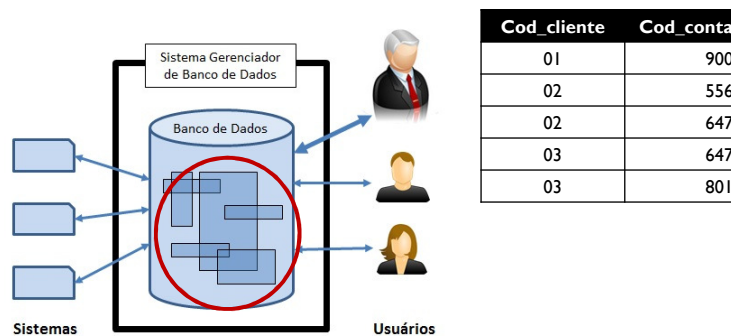 Sistema Gerenciador
de Banco de Dados
Banco de Dados
Sistemas
Usuários
Cod_cliente Cod_conta
01 900
02 556
02 647
03 647
03 801